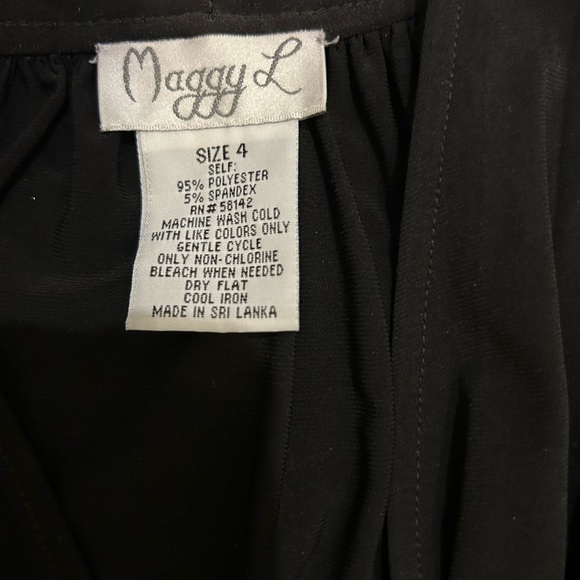 Maggy L
SIZE 4
SELF:
95% POLYESTER
5% SPANDEX
RN# 58142
MACHINE WASH COLD
WITH LIKE COLORS ONLY
GENTLE CYCLE
ONLY NON-CHLORINE
BLEACH WHEN NEEDED
DRY FLAT
COOL IRON
MADE IN SRI LANKA